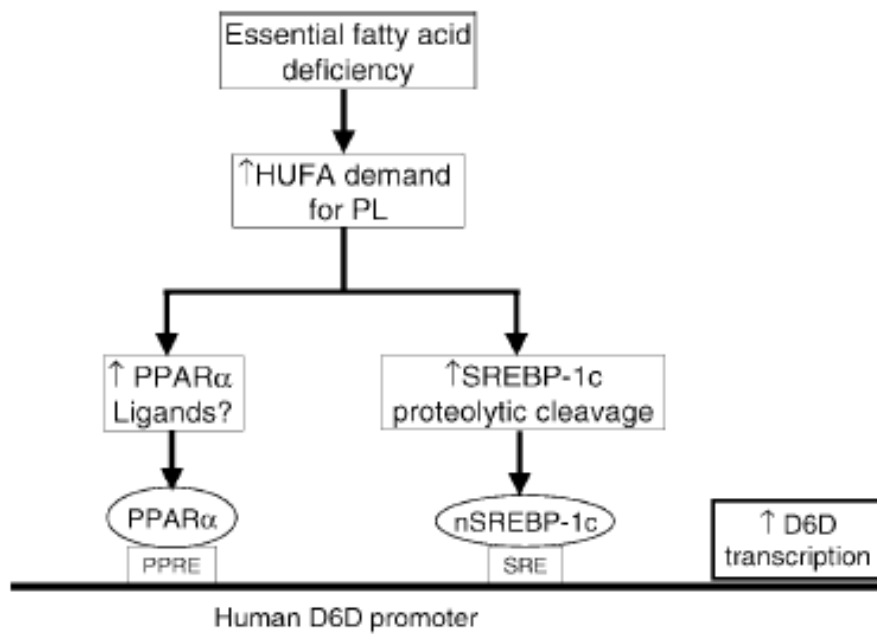 Essential fatty acid
deficiency
↑HUFA demand
for PL
↑ PPARα
Ligands?
↑SREBP-1c
proteolytic cleavage
PPARα
nSREBP-1c
↑ D6D
transcription
PPRE
SRE
Human D6D promoter